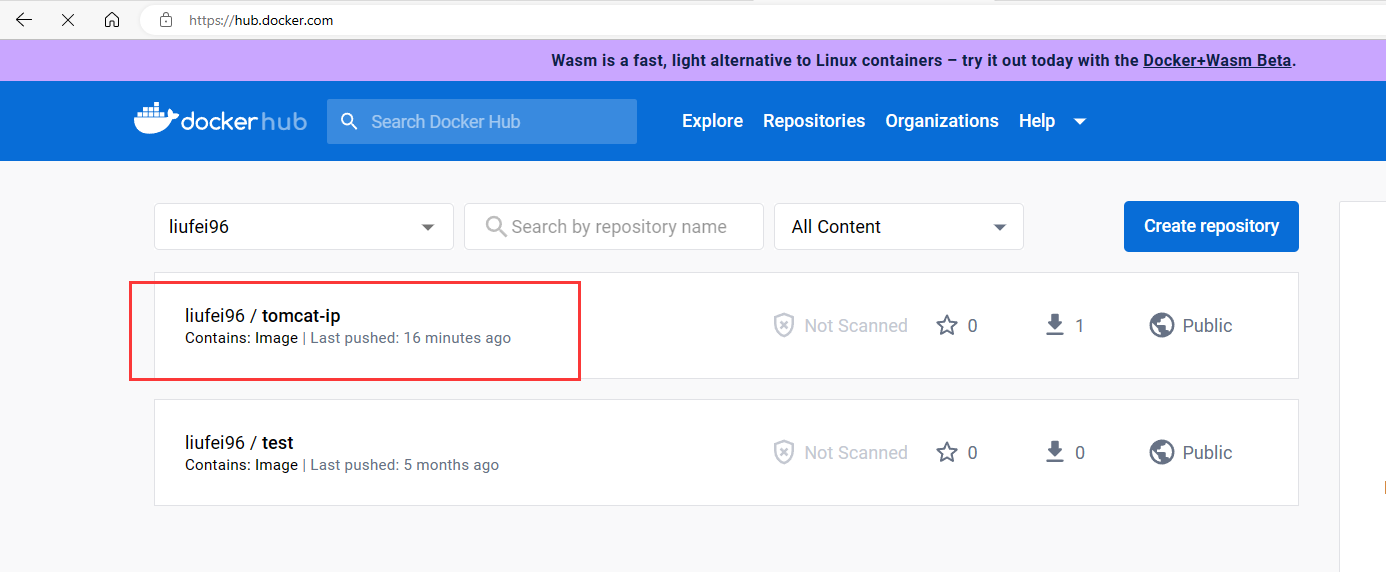 https://hub.docker.com
Wasm is a fast, light alternative to Linux containers – try it out today with the Docker+Wasm Beta.
dockerhub Search Docker Hub Explore Repositories Organizations Help
liufei96 Search by repository name All Content Create repository
liufei96 / tomcat-ip
Contains: Image | Last pushed: 16 minutes ago
Not Scanned 0 1 Public
liufei96 / test
Contains: Image | Last pushed: 5 months ago
Not Scanned 0 0 Public